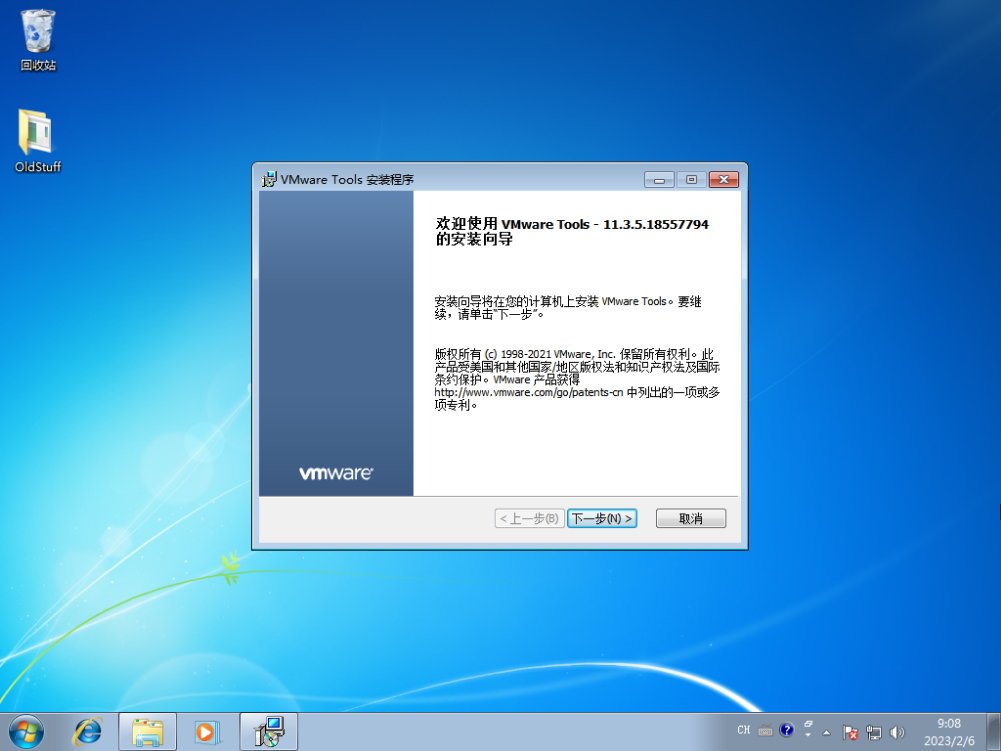 回收站
OldStuff
VMware Tools 安装程序
欢迎使用 VMware Tools - 11.3.5.18557794
的安装向导
安装向导将在您的计算机上安装 VMware Tools。要继
续，请单击“下一步”。
版权所有 (c) 1998-2021 VMware, Inc. 保留所有权利。此
产品受美国和其他国家/地区版权法和知识产权法及国际
条约保护。VMware 产品获得
http://www.vmware.com/go/patents-cn 中列出的一项或多
项专利。
vmware®
< 上一步(B)
下一步(N) >
取消
CH
9:08
2023/2/6